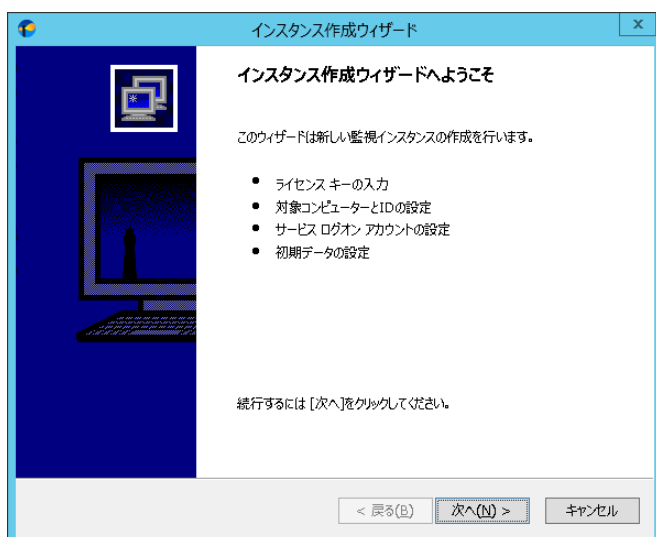 インスタンス作成ウィザード
x
インスタンス作成ウィザードへようこそ
このウィザードは新しい監視インスタンスの作成を行います。
● ライセンス キーの入力
● 対象コンピューターとIDの設定
● サービス ログオン アカウントの設定
● 初期データの設定
続行するには [次へ]をクリックしてください。
< 戻る(B) 次へ(N) > キャンセル